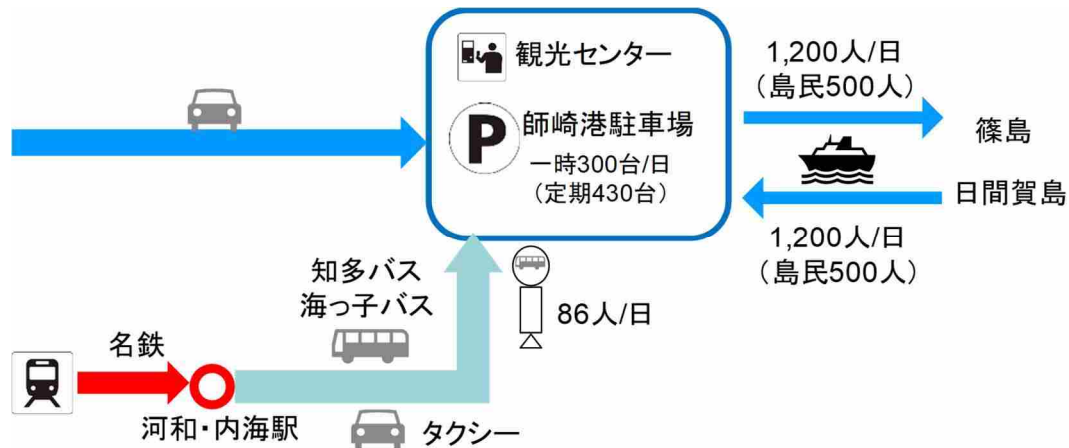 観光センター
P
師崎港駐車場
一時300台/日
(定期430台)
1,200人/日
(島民500人)
篠島
日間賀島
1,200人/日
(島民500人)
知多バス
海っ子バス
86人/日
名鉄
河和・内海駅
タクシー